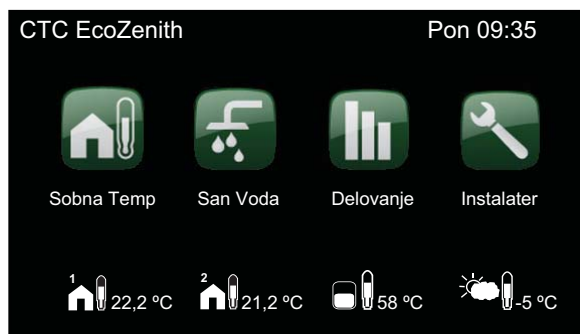 CTC EcoZenith Pon 09:35
Sobna Temp San Voda Delovanje Instalater
1 22,2 ºC 2 21,2 ºC 58 ºC -5 ºC